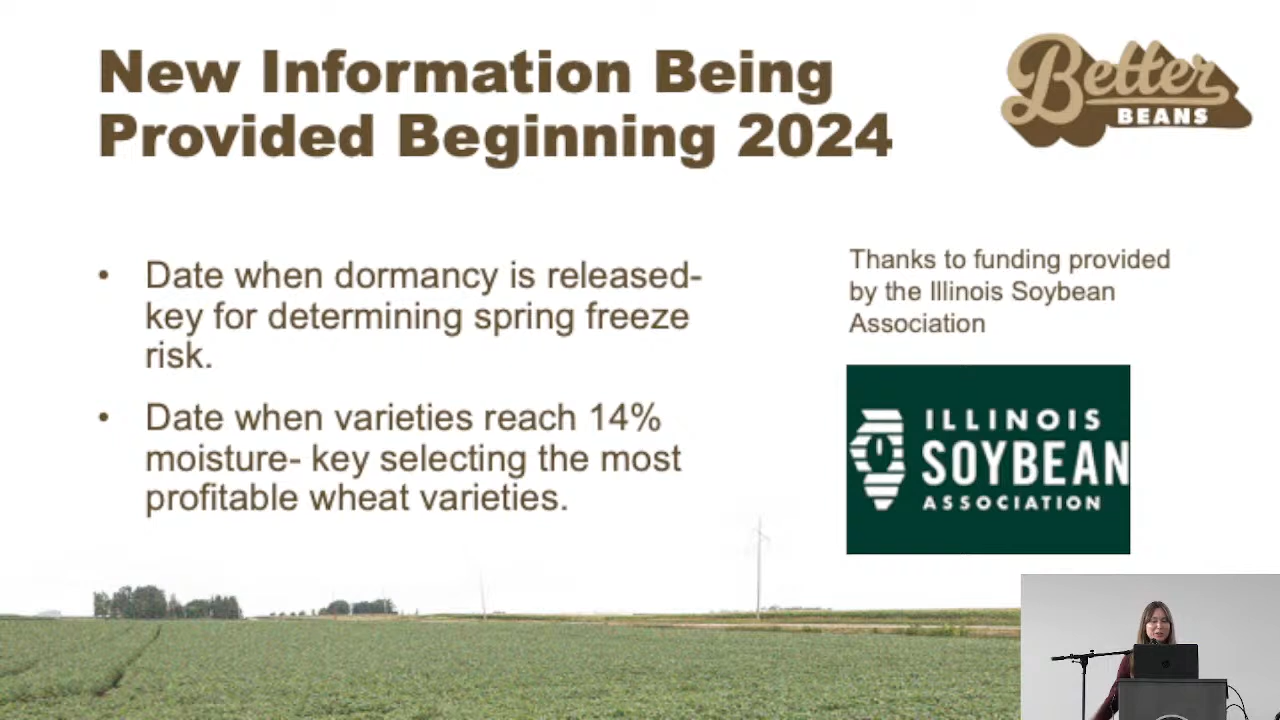 New Information Being
Provided Beginning 2024
Better
BEANS
• Date when dormancy is released-
key for determining spring freeze
risk.
• Date when varieties reach 14%
moisture- key selecting the most
profitable wheat varieties.
Thanks to funding provided
by the Illinois Soybean
Association
ILLINOIS
SOYBEAN
ASSOCIATION